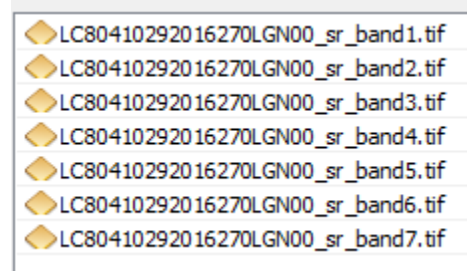 LC80410292016270LGN00_sr_band1.tif
LC80410292016270LGN00_sr_band2.tif
LC80410292016270LGN00_sr_band3.tif
LC80410292016270LGN00_sr_band4.tif
LC80410292016270LGN00_sr_band5.tif
LC80410292016270LGN00_sr_band6.tif
LC80410292016270LGN00_sr_band7.tif